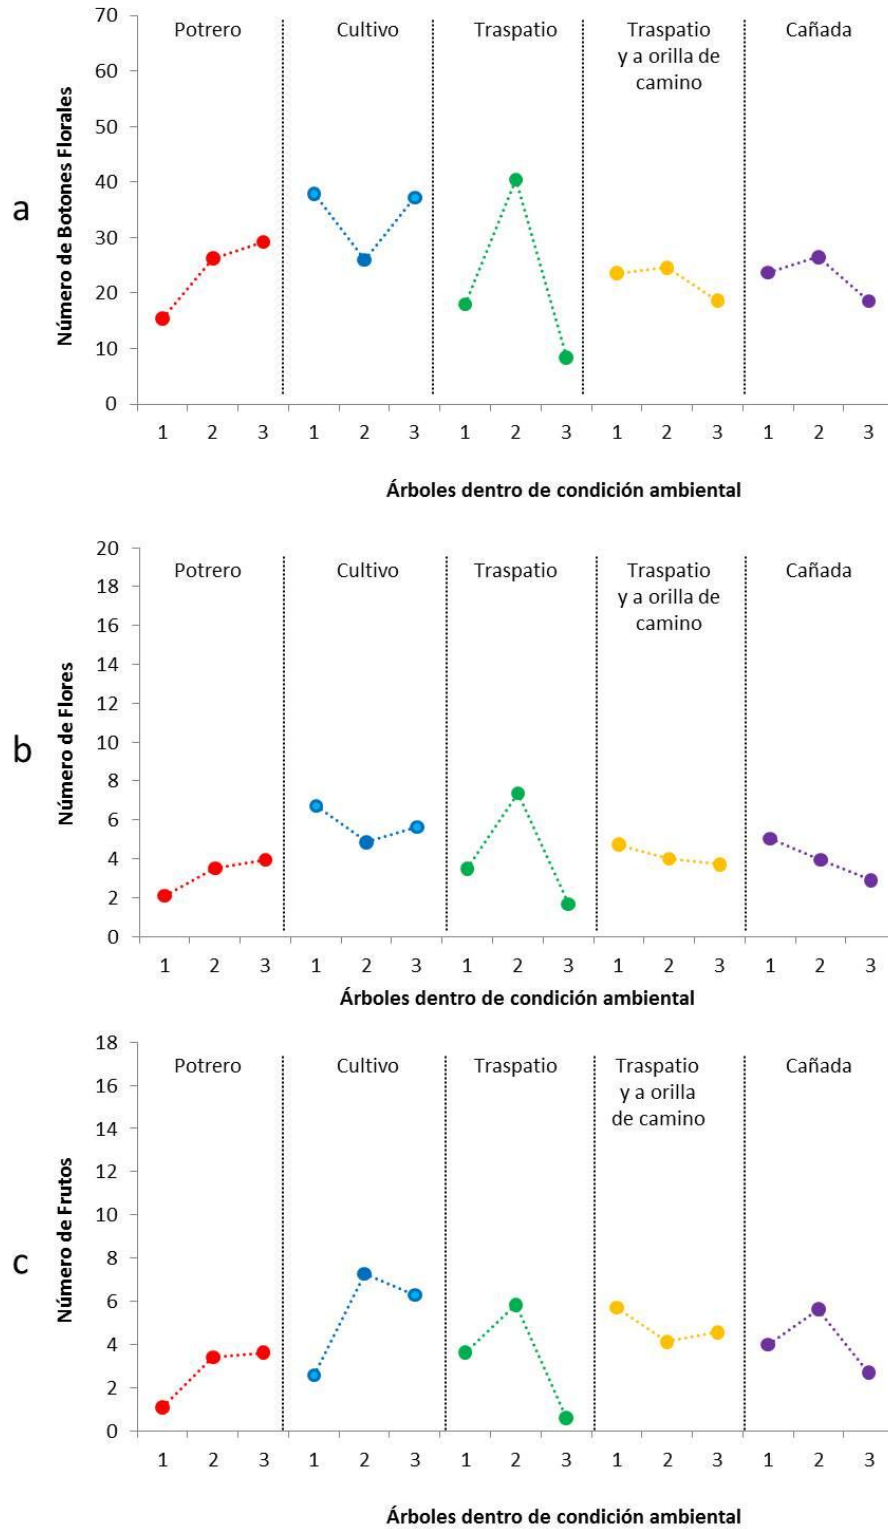 a
Número de Botones Florales
70
60
50
40
30
20
10
0
Potrero
Cultivo
Traspatio
Traspatio
y a orilla de
camino
Cañada
1 2 3 1 2 3 1 2 3 1 2 3 1 2 3
Árboles dentro de condición ambiental
b
Número de Flores
20
18
16
14
12
10
8
6
4
2
0
Potrero
Cultivo
Traspatio
Traspatio
y a orilla de
camino
Cañada
1 2 3 1 2 3 1 2 3 1 2 3 1 2 3
Árboles dentro de condición ambiental
c
Número de Frutos
18
16
14
12
10
8
6
4
2
0
Potrero
Cultivo
Traspatio
Traspatio
y a orilla
de camino
Cañada
1 2 3 1 2 3 1 2 3 1 2 3 1 2 3
Árboles dentro de condición ambiental